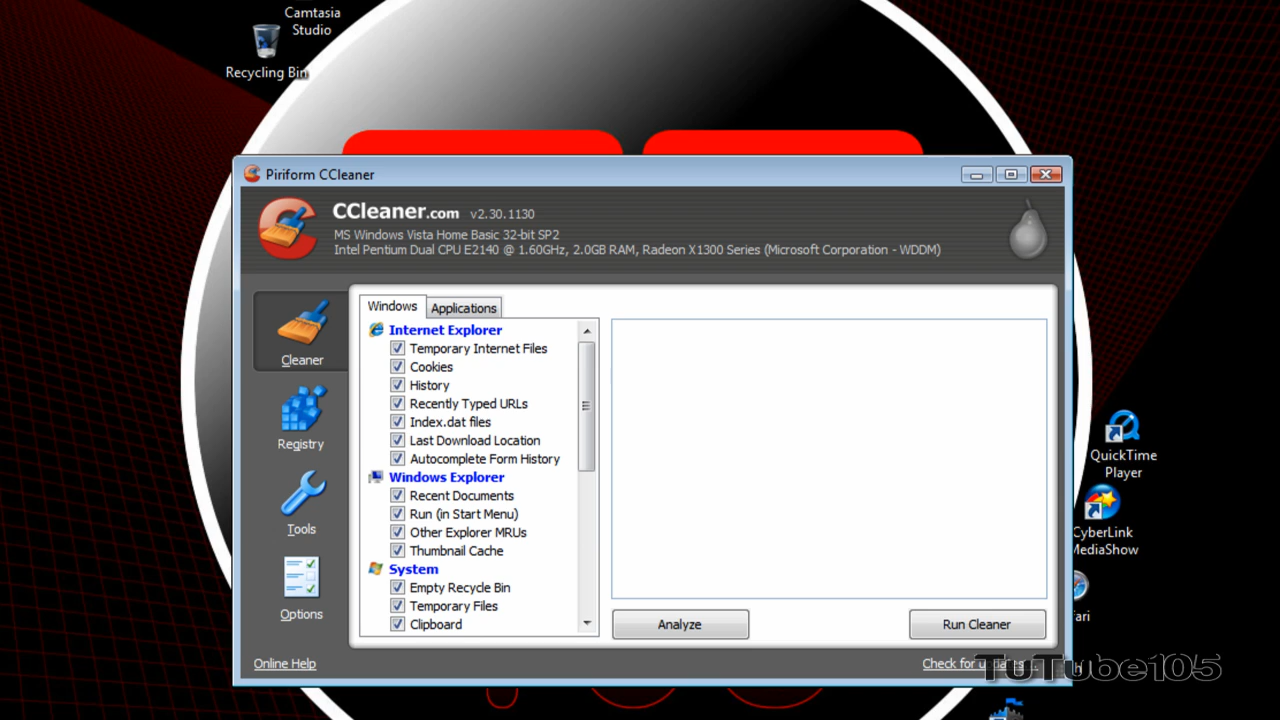 Camtasia
Studio
Recycling Bin
Piriform CCleaner
CCleaner.com v2.30.1130
MS Windows Vista Home Basic 32-bit SP2
Intel Pentium Dual CPU E2140 @ 1.60GHz, 2.0GB RAM, Radeon X1300 Series (Microsoft Corporation - WDDM)
Cleaner
Registry
Tools
Options
Windows
Applications
Internet Explorer
Temporary Internet Files
Cookies
History
Recently Typed URLs
Index.dat files
Last Download Location
Autocomplete Form History
Windows Explorer
Recent Documents
Run (in Start Menu)
Other Explorer MRUs
Thumbnail Cache
System
Empty Recycle Bin
Temporary Files
Clipboard
Analyze
Run Cleaner
Online Help
Check for updates...
QuickTime
Player
CyberLink
MediaShow
ari
TuTube105